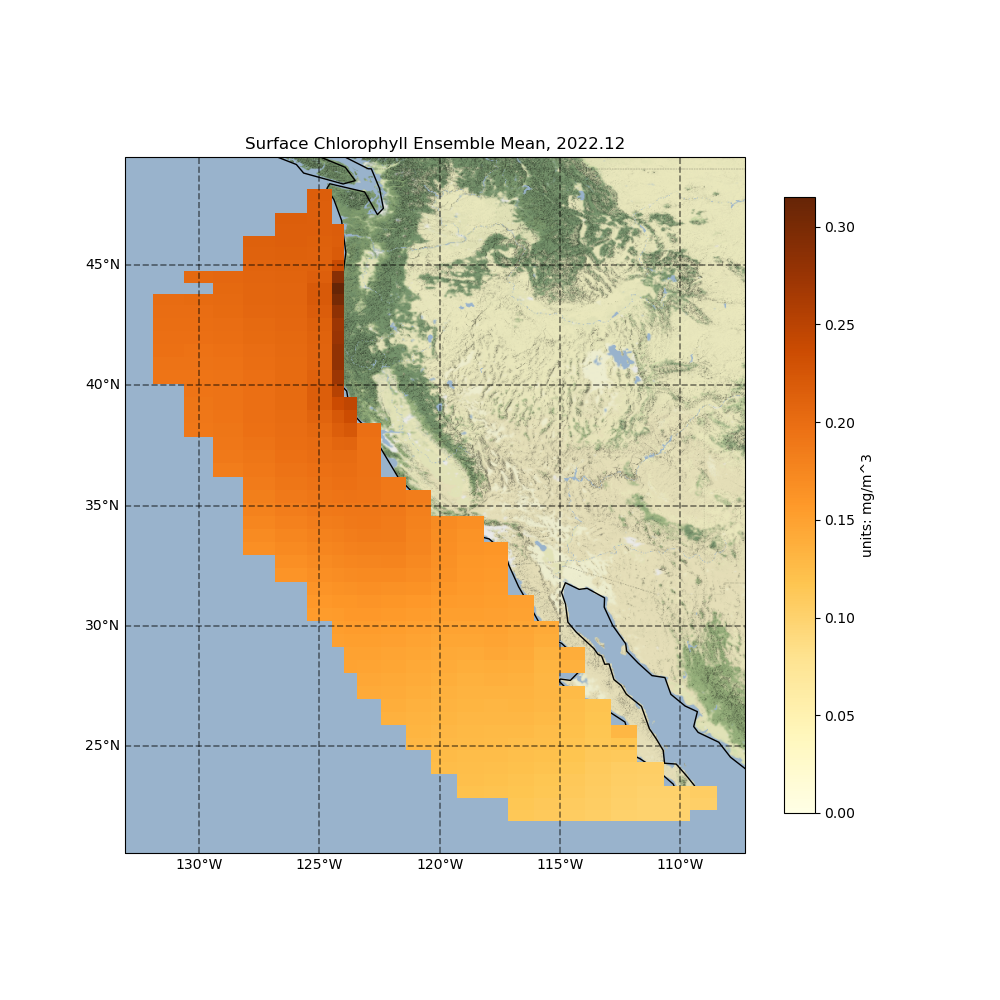 Surface Chlorophyll Ensemble Mean, 2022.12
45°N
40°N
35°N
30°N
25°N
130°W 125°W 120°W 115°W 110°W
0.30
0.25
0.20
0.15
0.10
0.05
0.00
units: mg/m^3